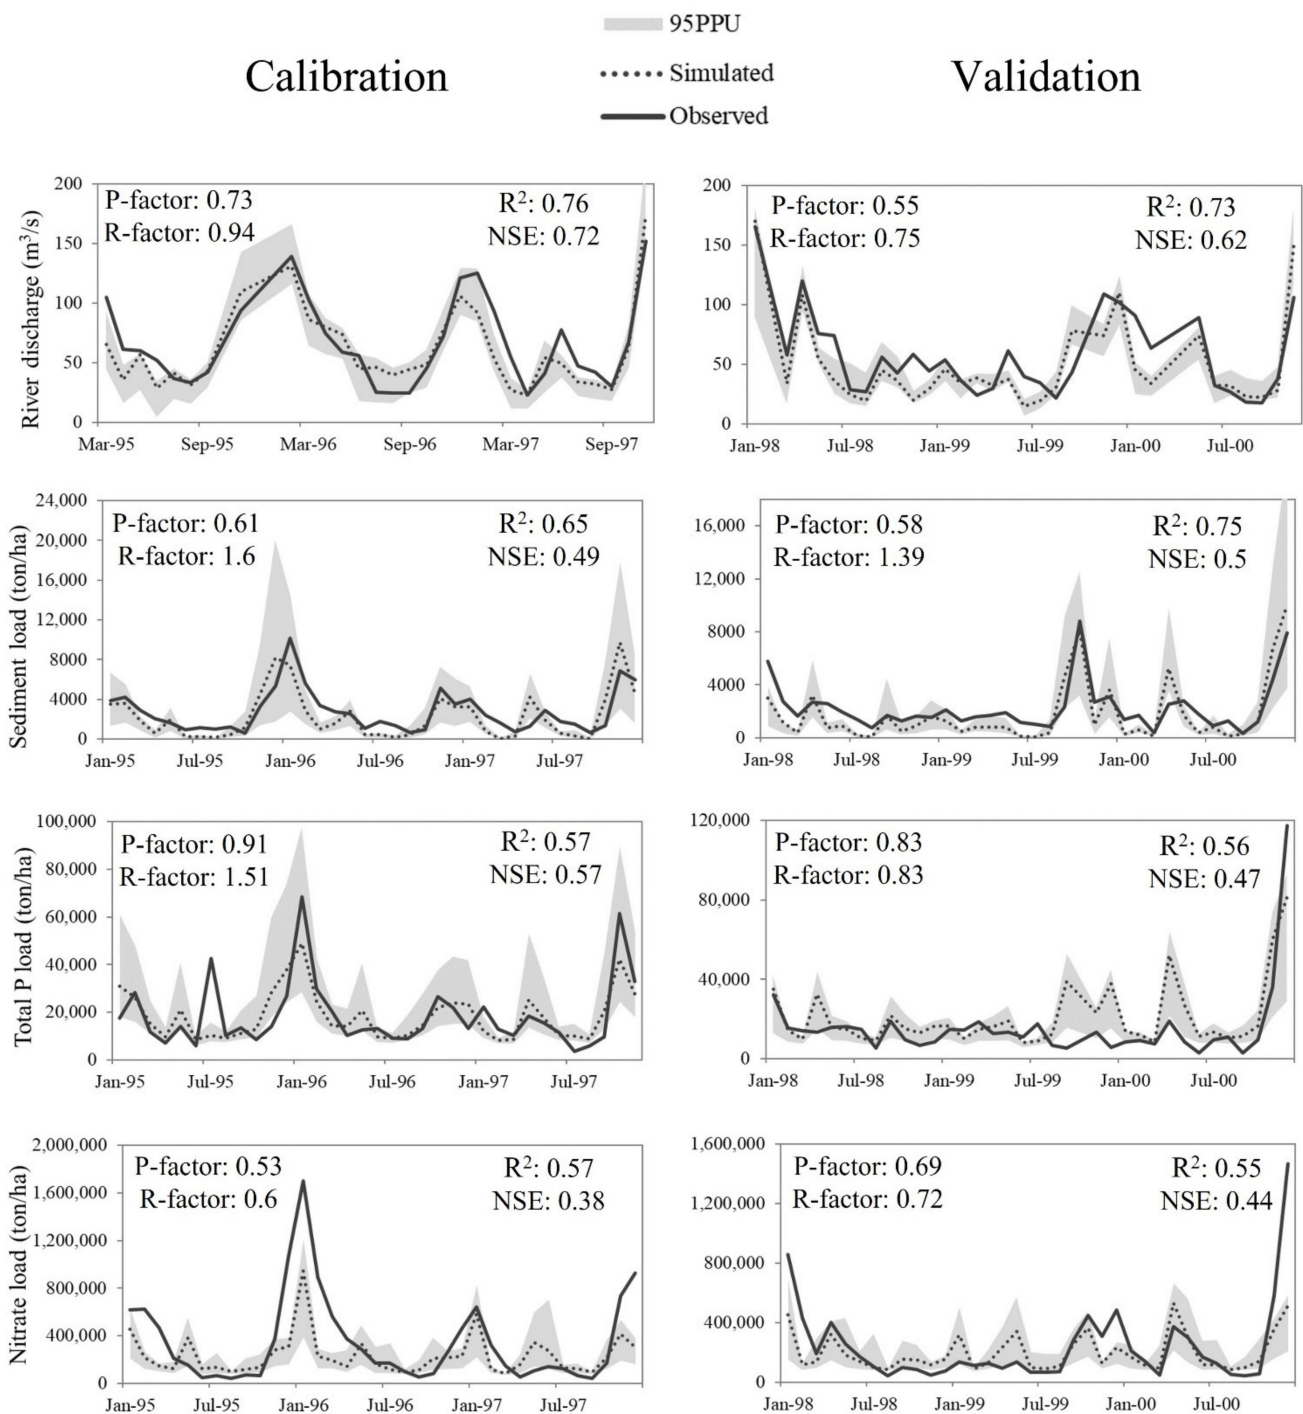 95PPU
Calibration
Simulated
Validation
Observed
River discharge (m³/s)
200
150
100
50
0
P-factor: 0.73
R-factor: 0.94
R²: 0.76
NSE: 0.72
Mar-95 Sep-95 Mar-96 Sep-96 Mar-97 Sep-97
200
150
100
50
0
P-factor: 0.55
R-factor: 0.75
R²: 0.73
NSE: 0.62
Jan-98 Jul-98 Jan-99 Jul-99 Jan-00 Jul-00
Sediment load (ton/ha)
24,000
20,000
16,000
12,000
8000
4000
0
P-factor: 0.61
R-factor: 1.6
R²: 0.65
NSE: 0.49
Jan-95 Jul-95 Jan-96 Jul-96 Jan-97 Jul-97
16,000
12,000
8000
4000
0
P-factor: 0.58
R-factor: 1.39
R²: 0.75
NSE: 0.5
Jan-98 Jul-98 Jan-99 Jul-99 Jan-00 Jul-00
Total P load (ton/ha)
100,000
80,000
60,000
40,000
20,000
0
P-factor: 0.91
R-factor: 1.51
R²: 0.57
NSE: 0.57
Jan-95 Jul-95 Jan-96 Jul-96 Jan-97 Jul-97
120,000
80,000
40,000
0
P-factor: 0.83
R-factor: 0.83
R²: 0.56
NSE: 0.47
Jan-98 Jul-98 Jan-99 Jul-99 Jan-00 Jul-00
Nitrate load (ton/ha)
2,000,000
1,600,000
1,200,000
800,000
400,000
0
P-factor: 0.53
R-factor: 0.6
R²: 0.57
NSE: 0.38
Jan-95 Jul-95 Jan-96 Jul-96 Jan-97 Jul-97
1,600,000
1,200,000
800,000
400,000
0
P-factor: 0.69
R-factor: 0.72
R²: 0.55
NSE: 0.44
Jan-98 Jul-98 Jan-99 Jul-99 Jan-00 Jul-00